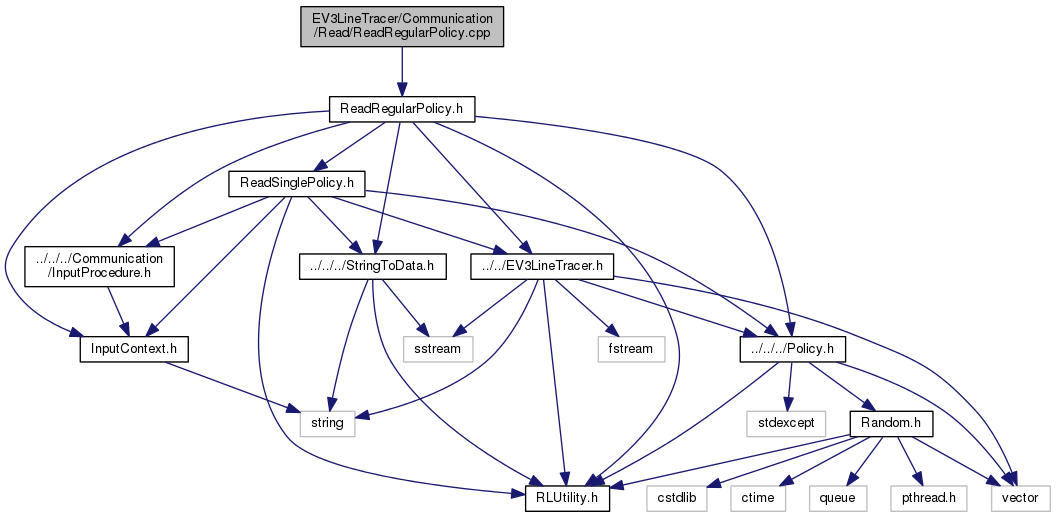 EV3LineTracer/Communication
/Read/ReadRegularPolicy.cpp
ReadRegularPolicy.h
ReadSinglePolicy.h
../../../Communication
/InputProcedure.h
../../../StringToData.h
../../EV3LineTracer.h
InputContext.h
sstream
fstream
../../../Policy.h
string
stdexcept
Random.h
RLUtility.h
cstdlib
ctime
queue
pthread.h
vector